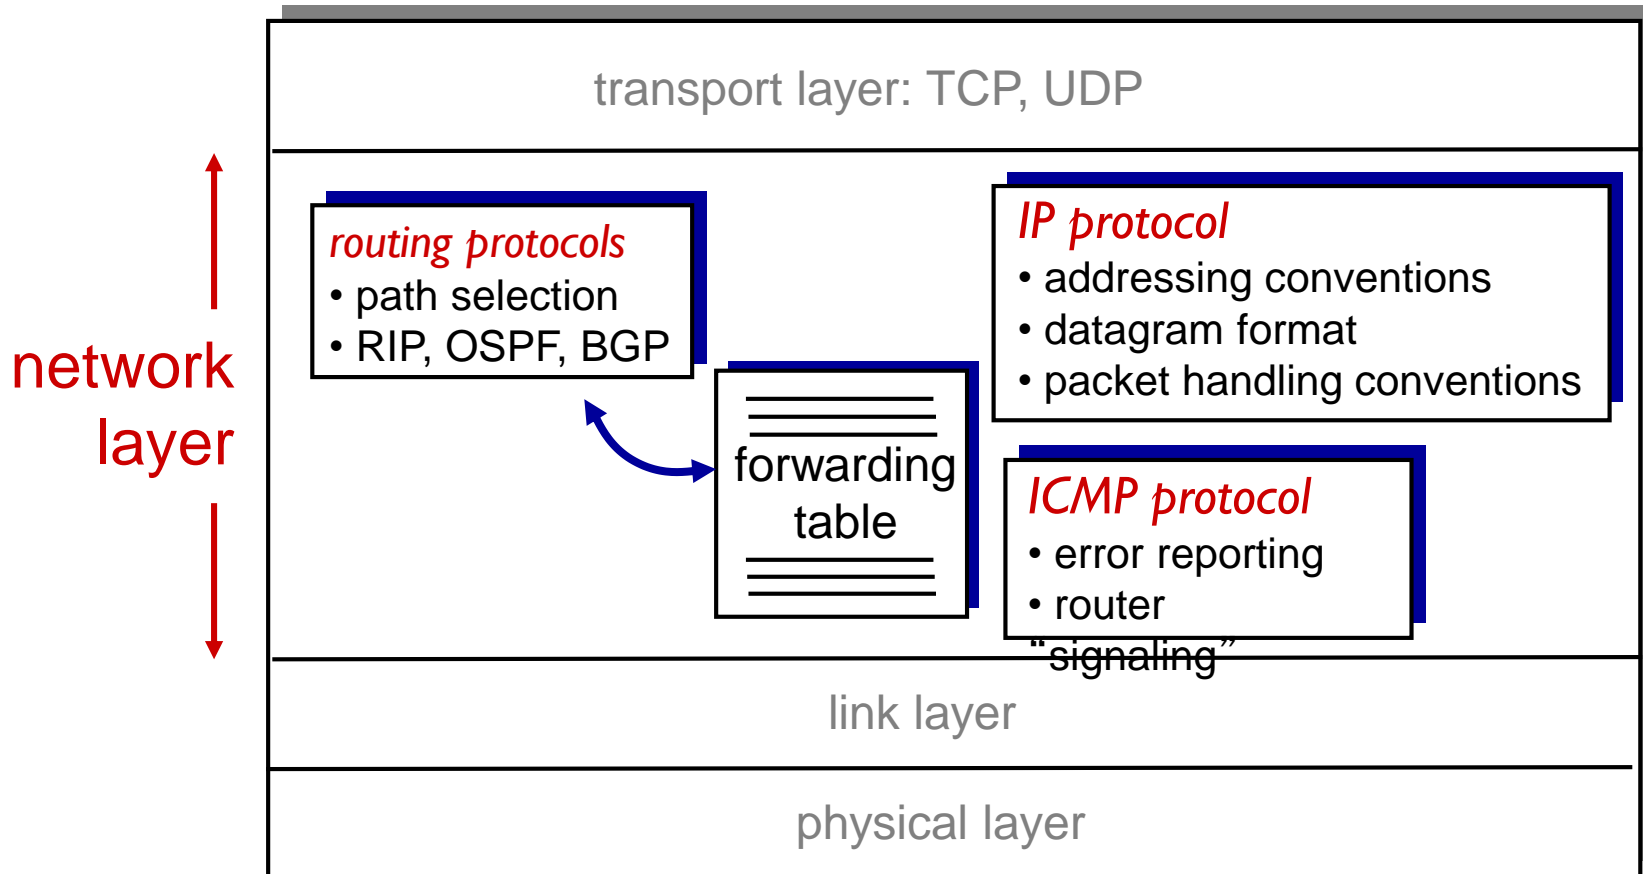 transport layer: TCP, UDP
network
layer
routing protocols
• path selection
• RIP, OSPF, BGP
forwarding
table
IP protocol
• addressing conventions
• datagram format
• packet handling conventions
ICMP protocol
• error reporting
• router
“signaling”
link layer
physical layer